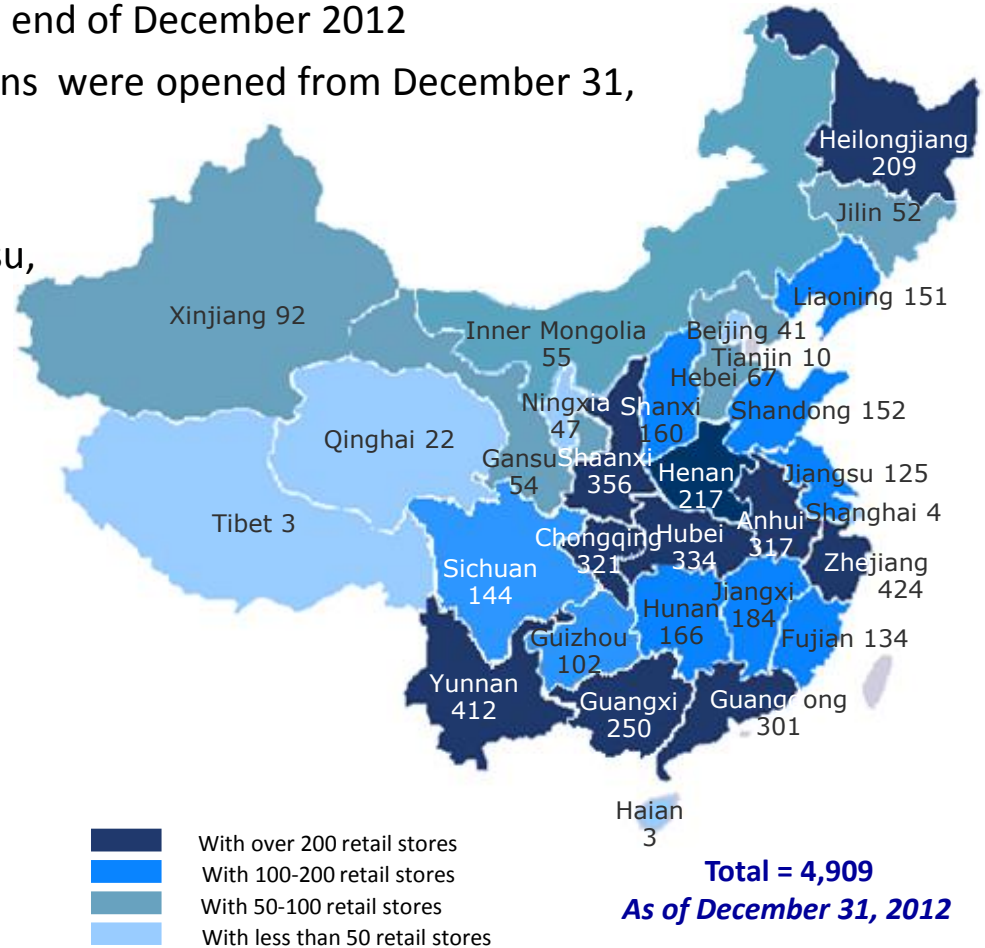 end of December 2012
ns were opened from December 31,
su,
Heilongjiang
209
Jilin 52
Liaoning 151
Xinjiang 92
Inner Mongolia
55
Beijing 41
Tianjin 10
Hebei 67
Ningxia
47
Shanxi
160
Shandong 152
Qinghai 22
Gansu
54
Shaanxi
356
Henan
217
Jiangsu 125
Shanghai 4
Tibet 3
Anhui
317
Chongqing
321
Hubei
334
Zhejiang
424
Sichuan
144
Jiangxi
184
Hunan
166
Guizhou
102
Fujian 134
Yunnan
412
Guangxi
250
Guangdong
301
Haian
3
With over 200 retail stores
With 100-200 retail stores
With 50-100 retail stores
With less than 50 retail stores
Total = 4,909
As of December 31, 2012